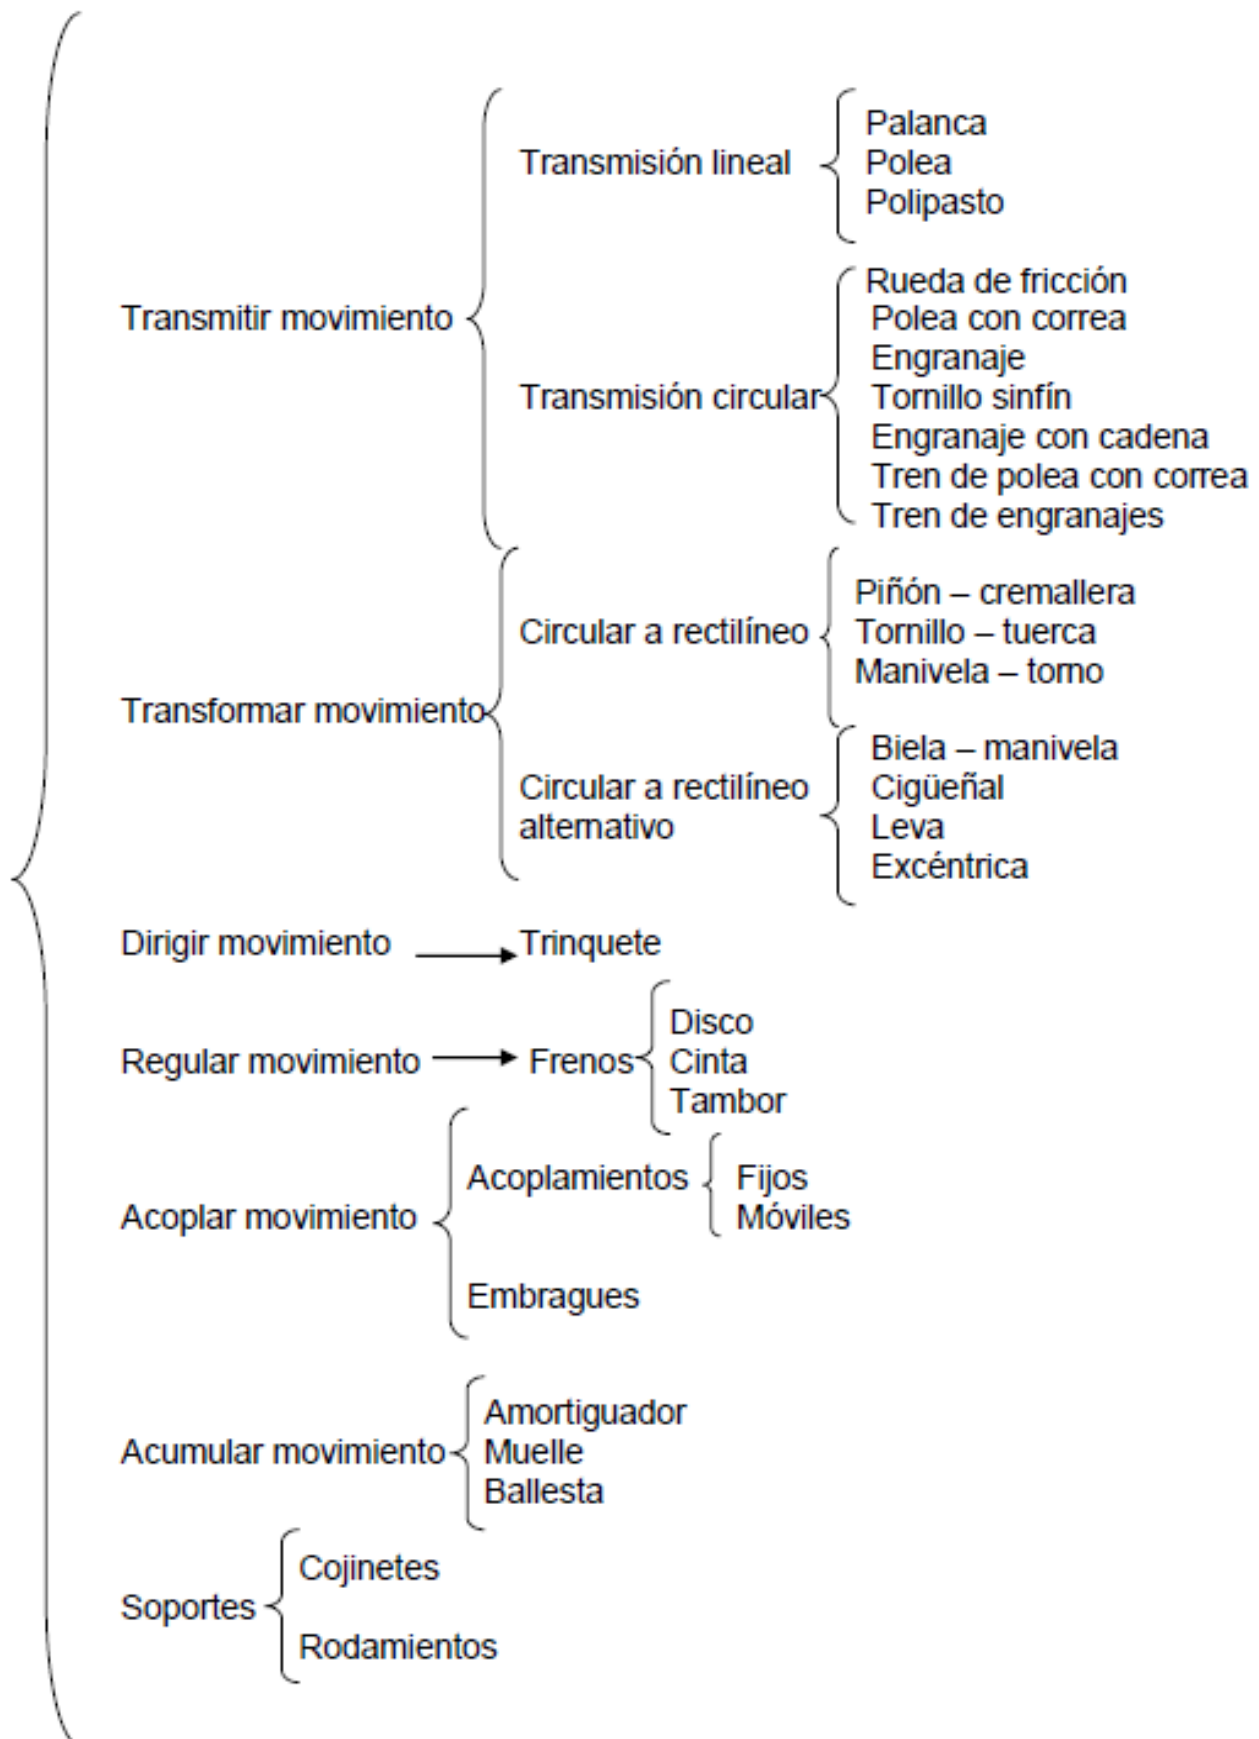 Transmitir movimiento
Transmisión lineal
Palanca
Polea
Polipasto
Transmisión circular
Rueda de fricción
Polea con correa
Engranaje
Tornillo sinfín
Engranaje con cadena
Tren de polea con correa
Tren de engranajes
Transformar movimiento
Circular a rectilíneo
Piñón – cremallera
Tornillo – tuerca
Manivela – torno
Circular a rectilíneo
alternativo
Biela – manivela
Cigüeñal
Leva
Excéntrica
Dirigir movimiento
Trinquete
Regular movimiento
Frenos
Disco
Cinta
Tambor
Acoplar movimiento
Acoplamientos
Fijos
Móviles
Embragues
Acumular movimiento
Amortiguador
Muelle
Ballesta
Soportes
Cojinetes
Rodamientos